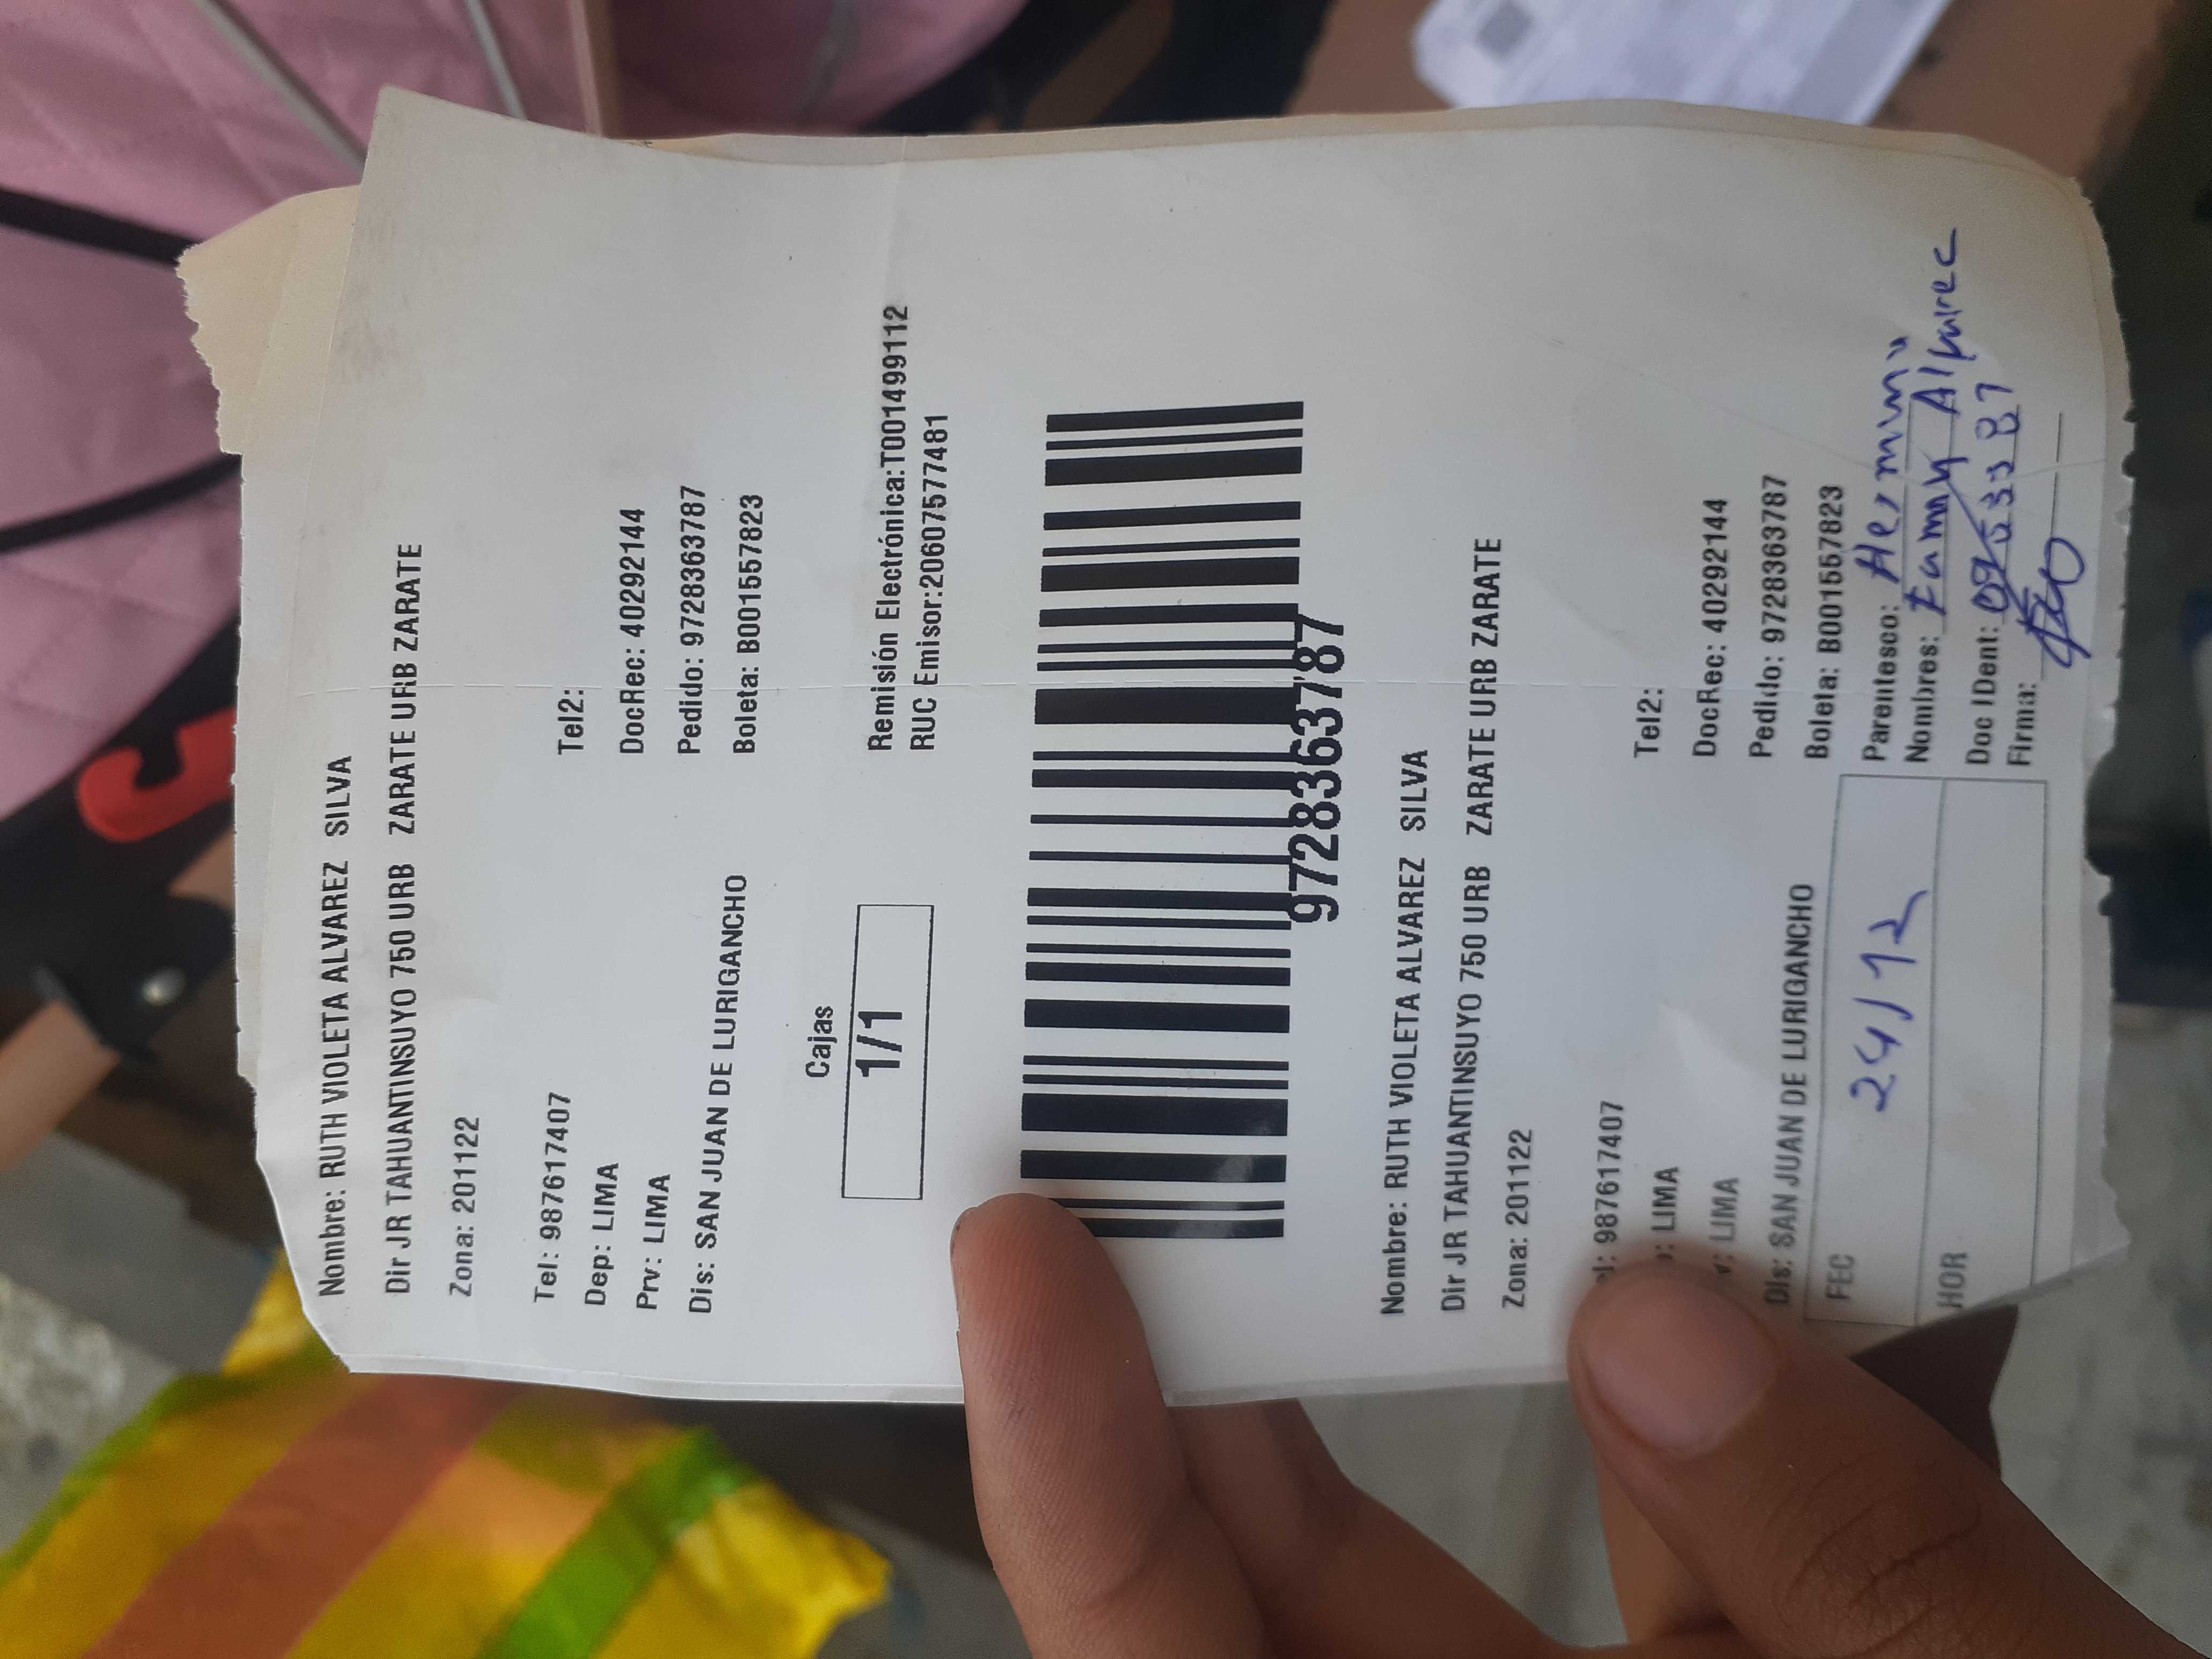 Nombre: RUTH VIOLETA ALVAREZ SILVA
Dir JR TAHUANTINSUYO 750 URB ZARATE URB ZARATE
Zona: 201122
Tel: 987617407 Tel2:
Dep: LIMA DocRec: 40292144
Prv: LIMA Pedido: 9728363787
Dis: SAN JUAN DE LURIGANCHO Boleta: B001557823
Cajas
1/1
Remisión Electrónica:T001499112
RUC Emisor:20607577481
9728363787
Nombre: RUTH VIOLETA ALVAREZ SILVA
Dir JR TAHUANTINSUYO 750 URB ZARATE URB ZARATE
Zona: 201122
el: 987617407 Tel2:
: LIMA DocRec: 40292144
v: LIMA Pedido: 9728363787
Dis: SAN JUAN DE LURIGANCHO Boleta: B001557823
FEC 24/12
HOR
Parentesco:
Nombres:
Doc IDent:
Firma: